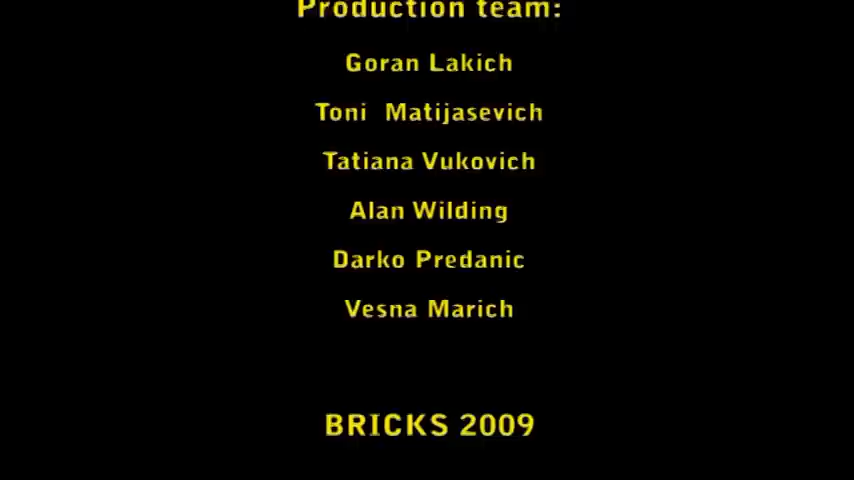 Production team:
Goran Lakich
Toni Matijasevich
Tatiana Vukovich
Alan Wilding
Darko Predanic
Vesna Marich
BRICKS 2009